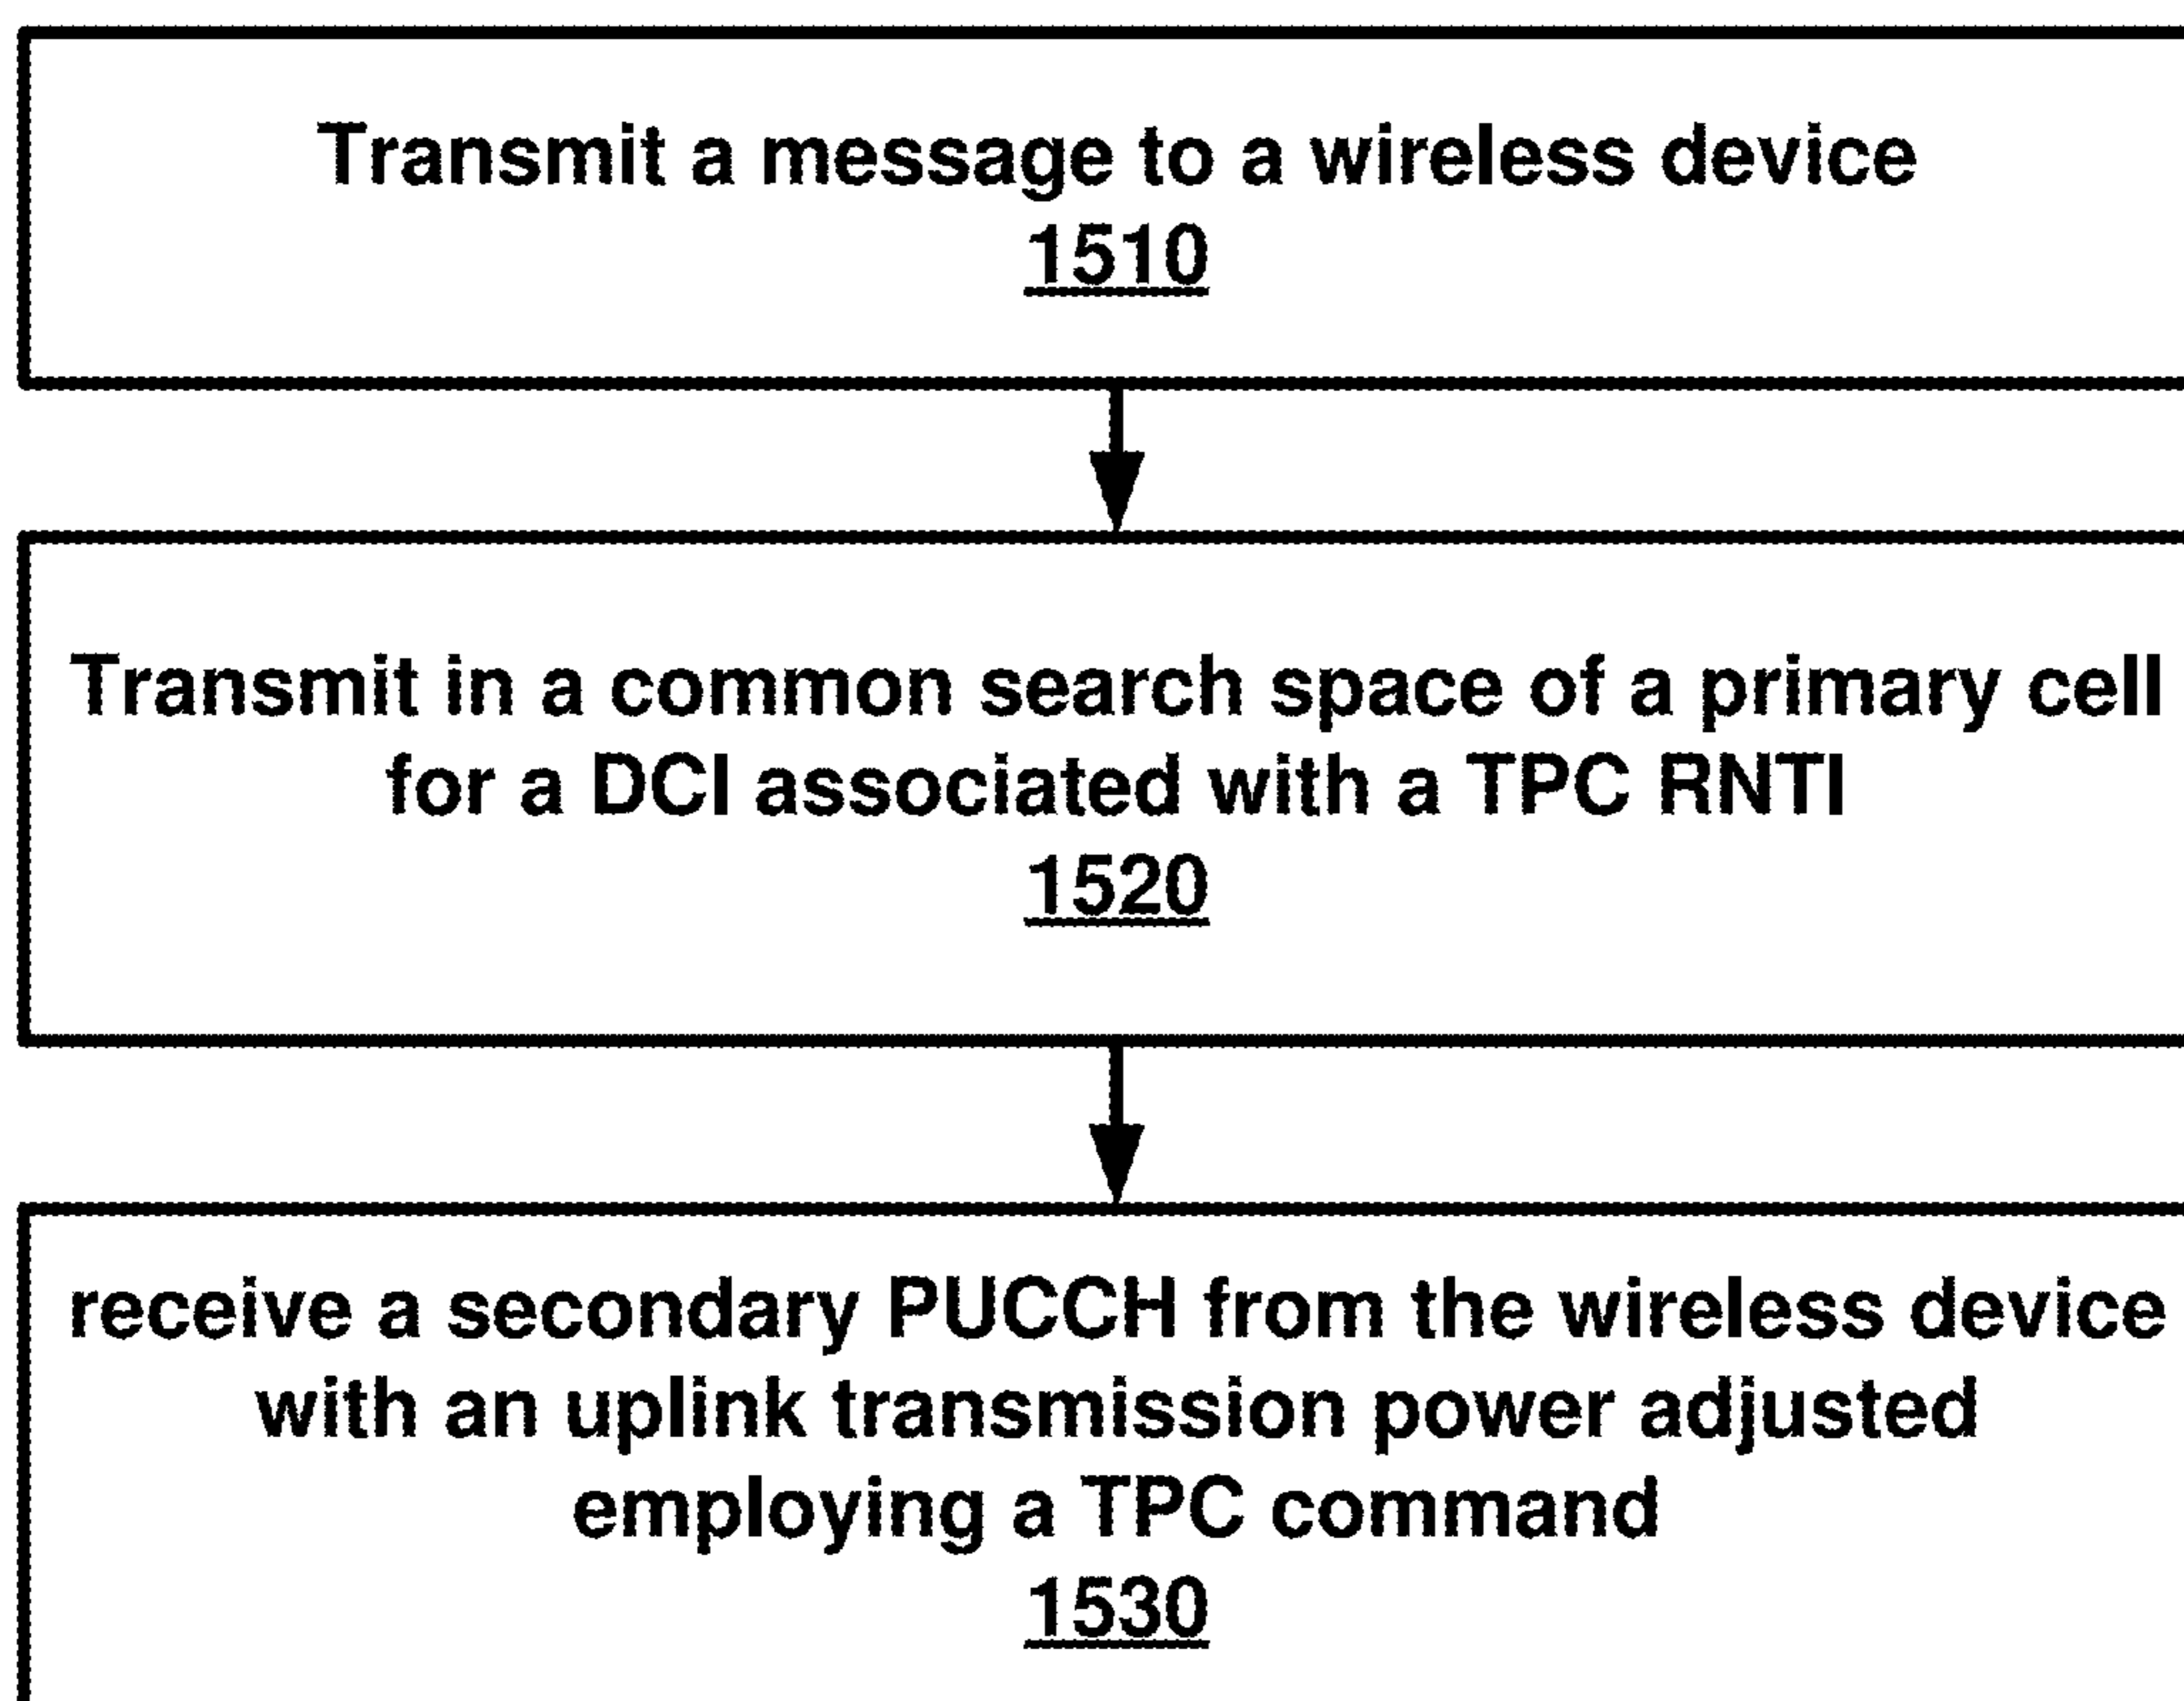 Transmit a message to a wireless device
1510
Transmit in a common search space of a primary cell
for a DCI associated with a TPC RNTI
1520
receive a secondary PUCCH from the wireless device
with an uplink transmission power adjusted
employing a TPC command
1530